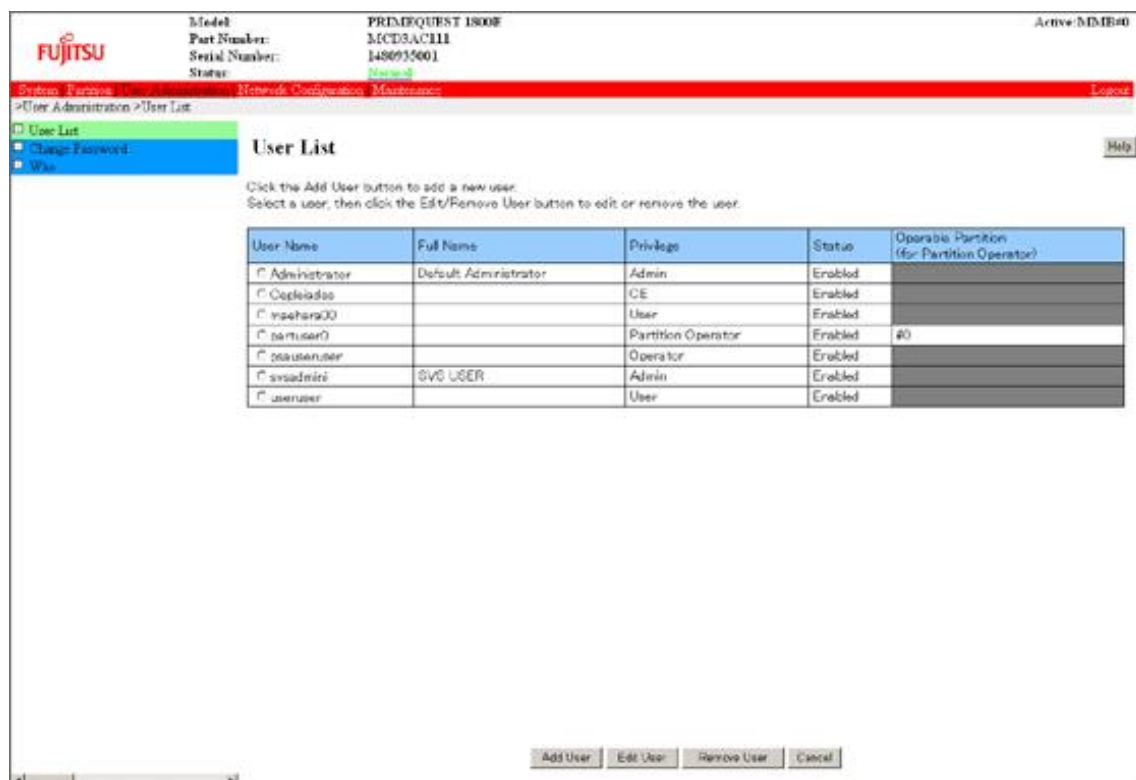 FUJITSU
Model: PRIMEQUEST 1800E
Part Number: MCD3AC111
Serial Number: 1480935001
Status: Normal
Active:MMB#0
System Partition User Administration Network Configuration Maintenance Logout
>User Administration >User List
User List
Change Password
Who
User List
Help
Click the Add User button to add a new user.
Select a user, then click the Edit/Remove User button to edit or remove the user.
User Name Full Name Privilege Status Operable Partition
(for Partition Operator)
Administrator Default Administrator Admin Enabled
CE Enabled
maehara00 User Enabled
partuser0 Partition Operator Enabled #0
psauseruser Operator Enabled
svsadmini SVS USER Admin Enabled
useruser User Enabled
Add User Edit User Remove User Cancel